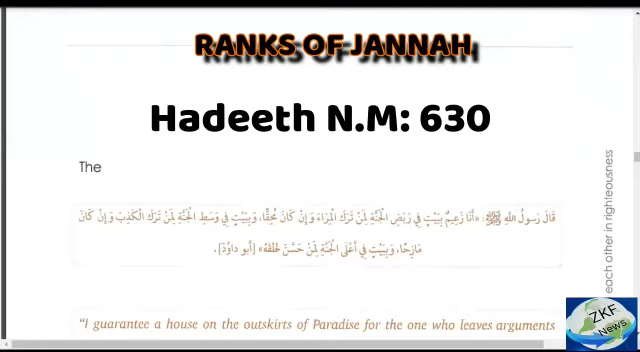 RANKS OF JANNAH
Hadeeth N.M: 630
The
قَالَ رَسولُ اللهِ ﷺ: «أَنَا زَعِيمٌ بِبَيْتٍ فِي رَبَضِ الْجَنَّةِ لِمَنْ تَرَكَ الْمِرَاءَ وَإِنْ كَانَ مُحِقًّا، وَبِبَيْتٍ فِي وَسَطِ الْجَنَّةِ لِمَنْ تَرَكَ الْكَذِبَ وَإِنْ كَانَ
مَازِحًا، وَبِبَيْتٍ فِي أَعْلَى الْجَنَّةِ لِمَنْ حَسَّنَ خُلُقَهُ» [أبو داوُدَ].
"I guarantee a house on the outskirts of Paradise for the one who leaves arguments
each other in righteousness
ZKF
News